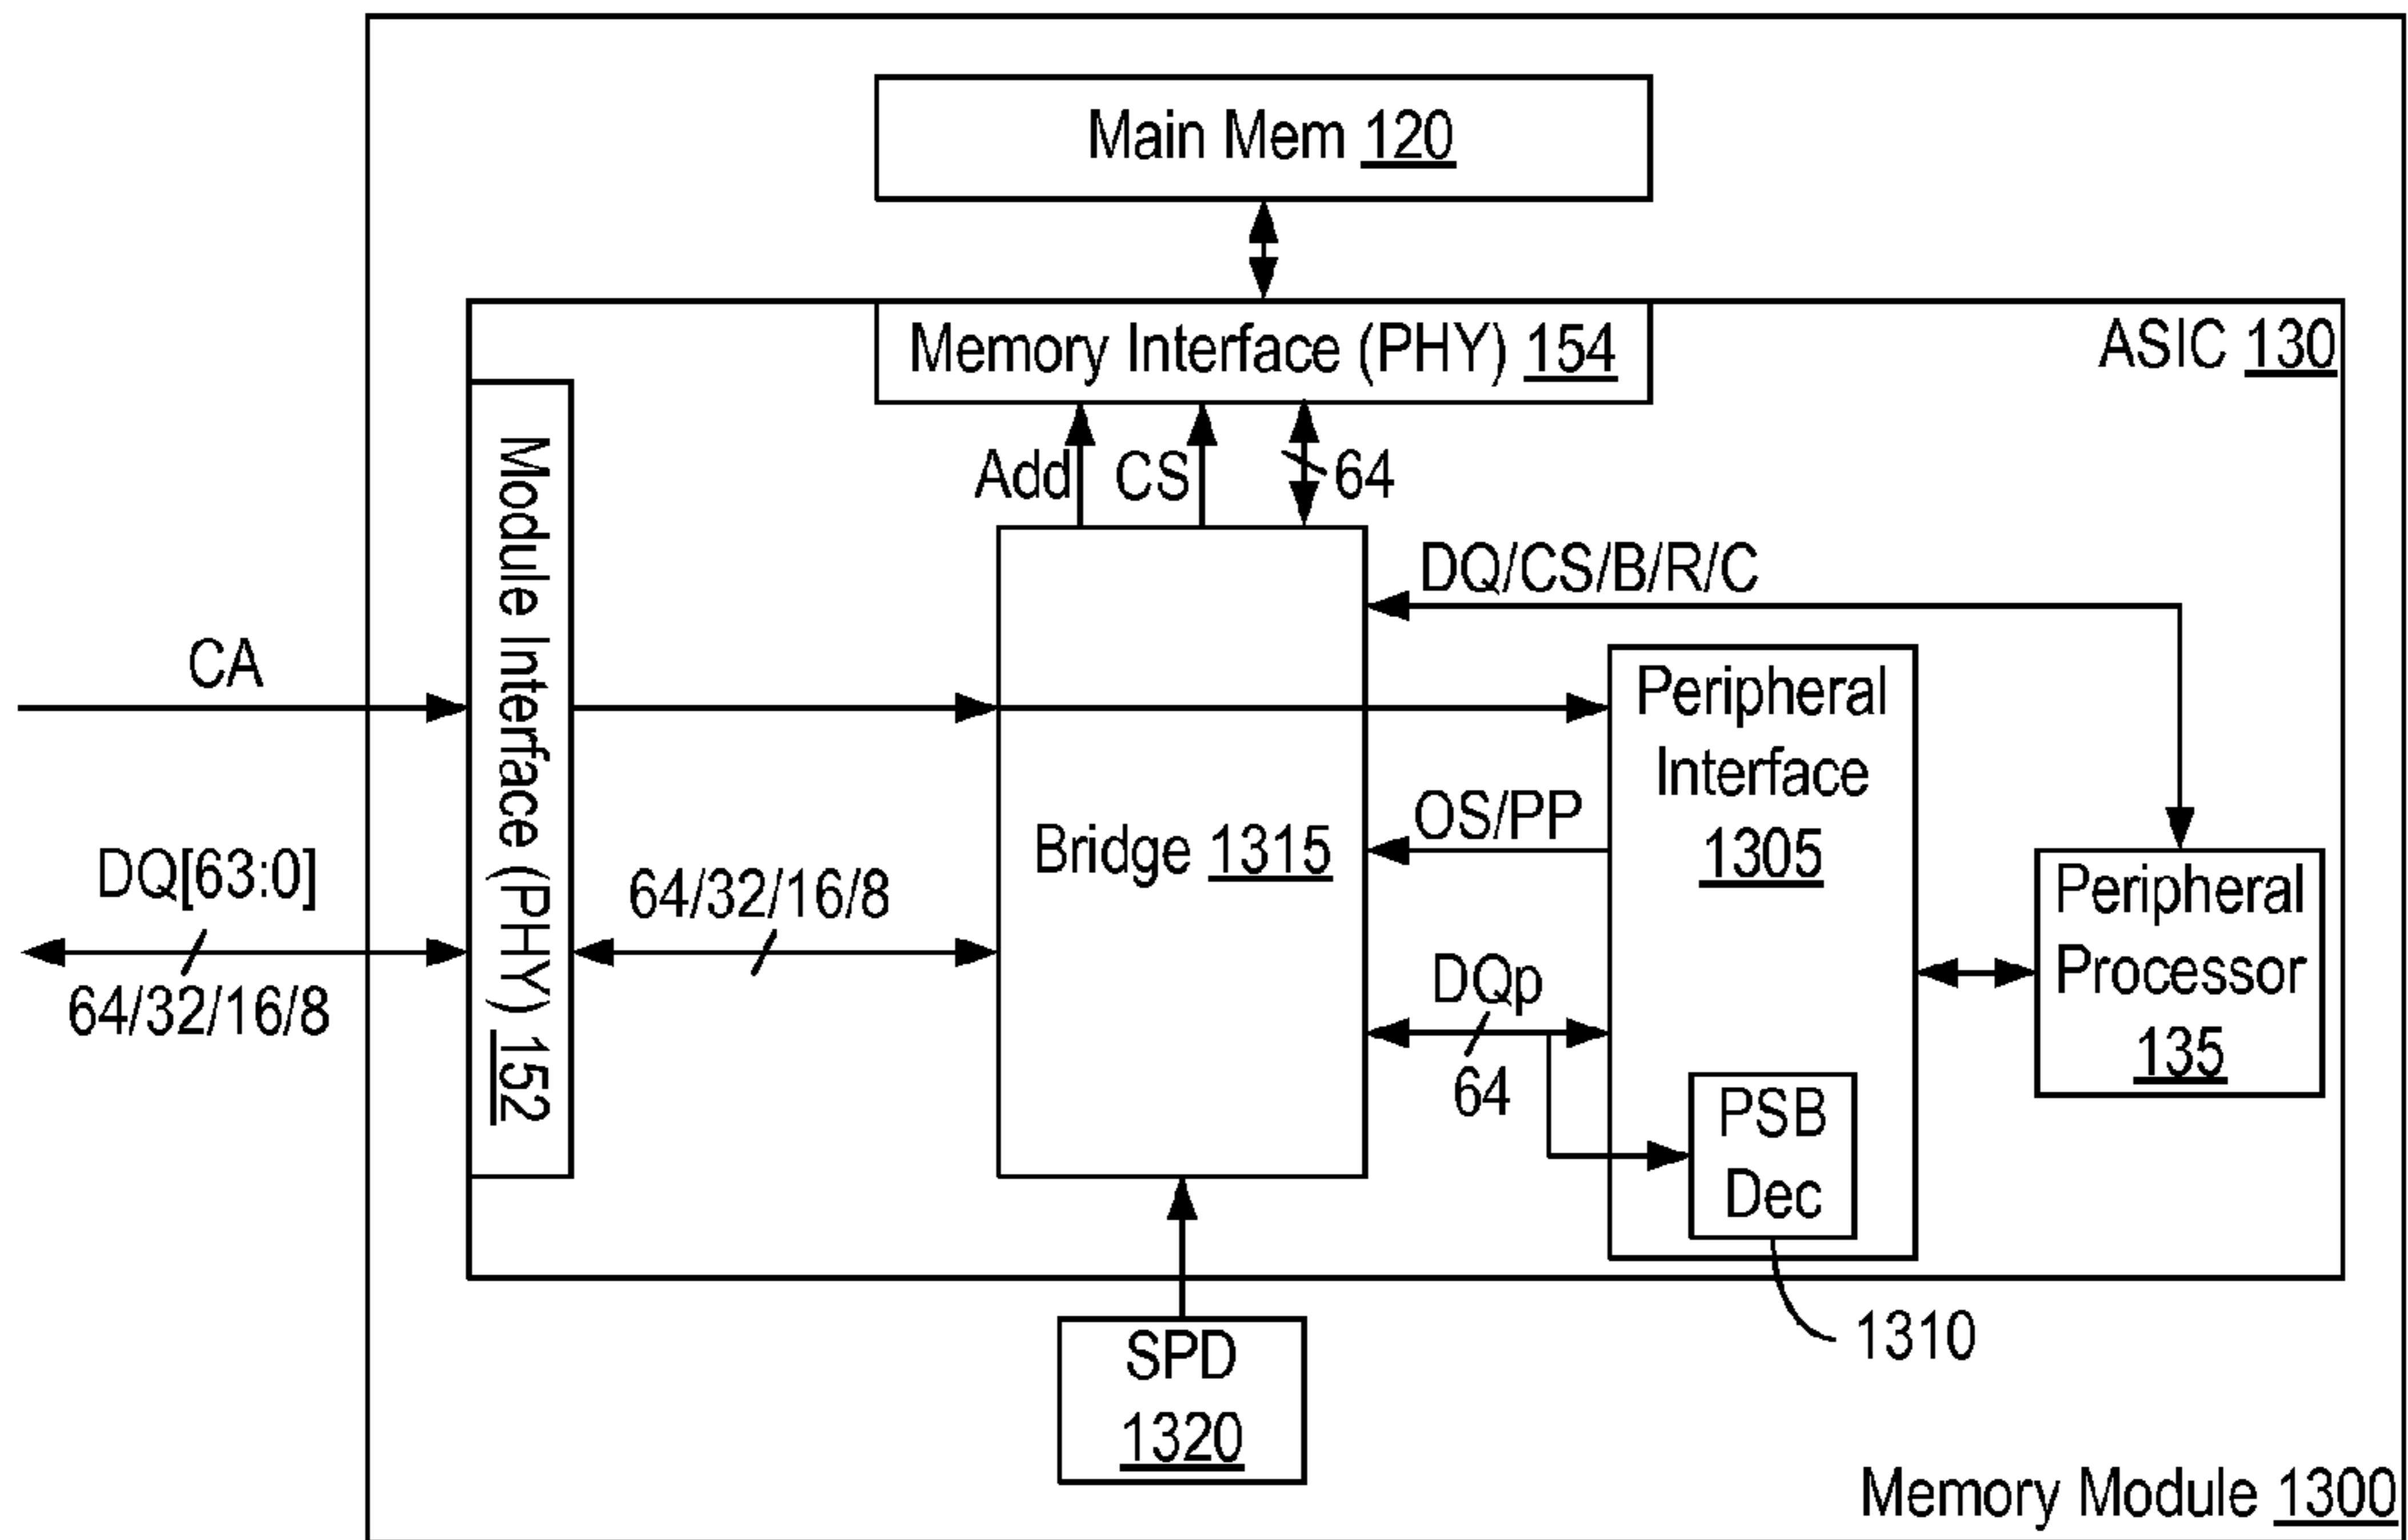 Main Mem 120
Memory Interface (PHY) 154
ASIC 130
Module Interface (PHY) 152
Add
CS
64
DQ/CS/B/R/C
CA
Peripheral
Interface
1305
OS/PP
Bridge 1315
DQ[63:0]
64/32/16/8
64/32/16/8
Peripheral
Processor
135
DQp
64
PSB
Dec
1310
SPD
1320
Memory Module 1300